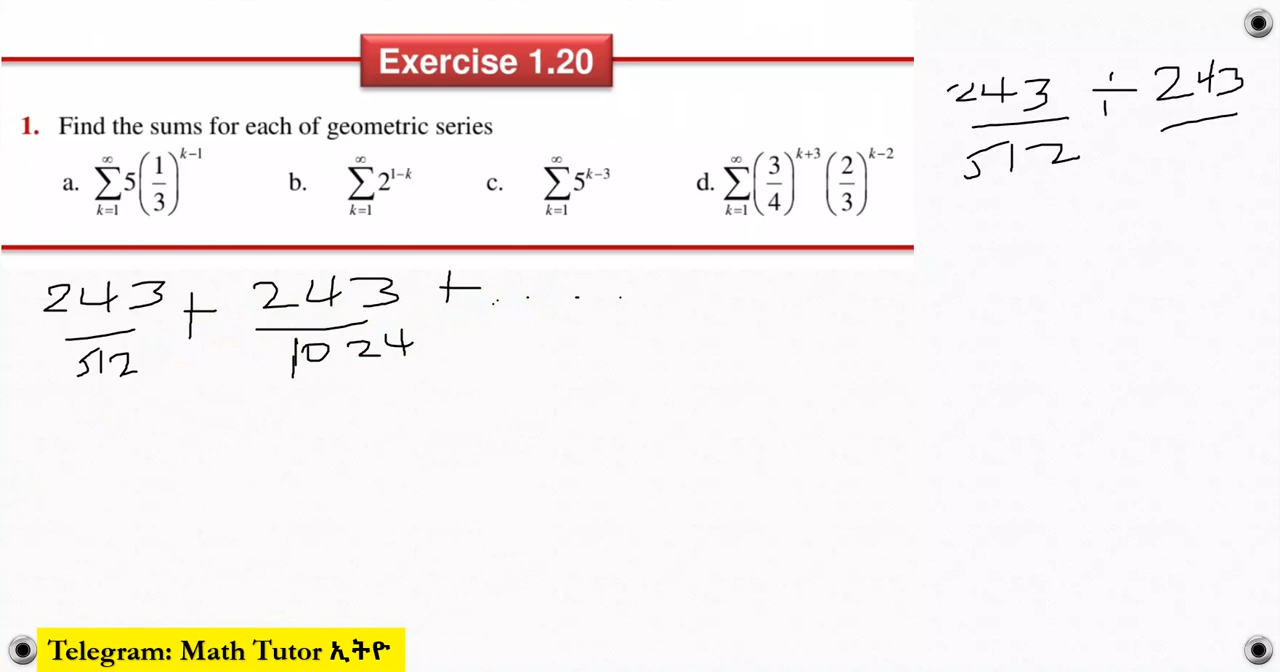 Exercise 1.20
1. Find the sums for each of geometric series
a. ∞ ∑ k=1 5 (1/3)^k−1 b. ∞ ∑ k=1 2^1−k c. ∞ ∑ k=1 5^k−3 d. ∞ ∑ k=1 (3/4)^k+3 (2/3)^k−2
243/512 ÷ 243
243/512 + 243/1024 + ....
Telegram: Math Tutor ኢትዮ